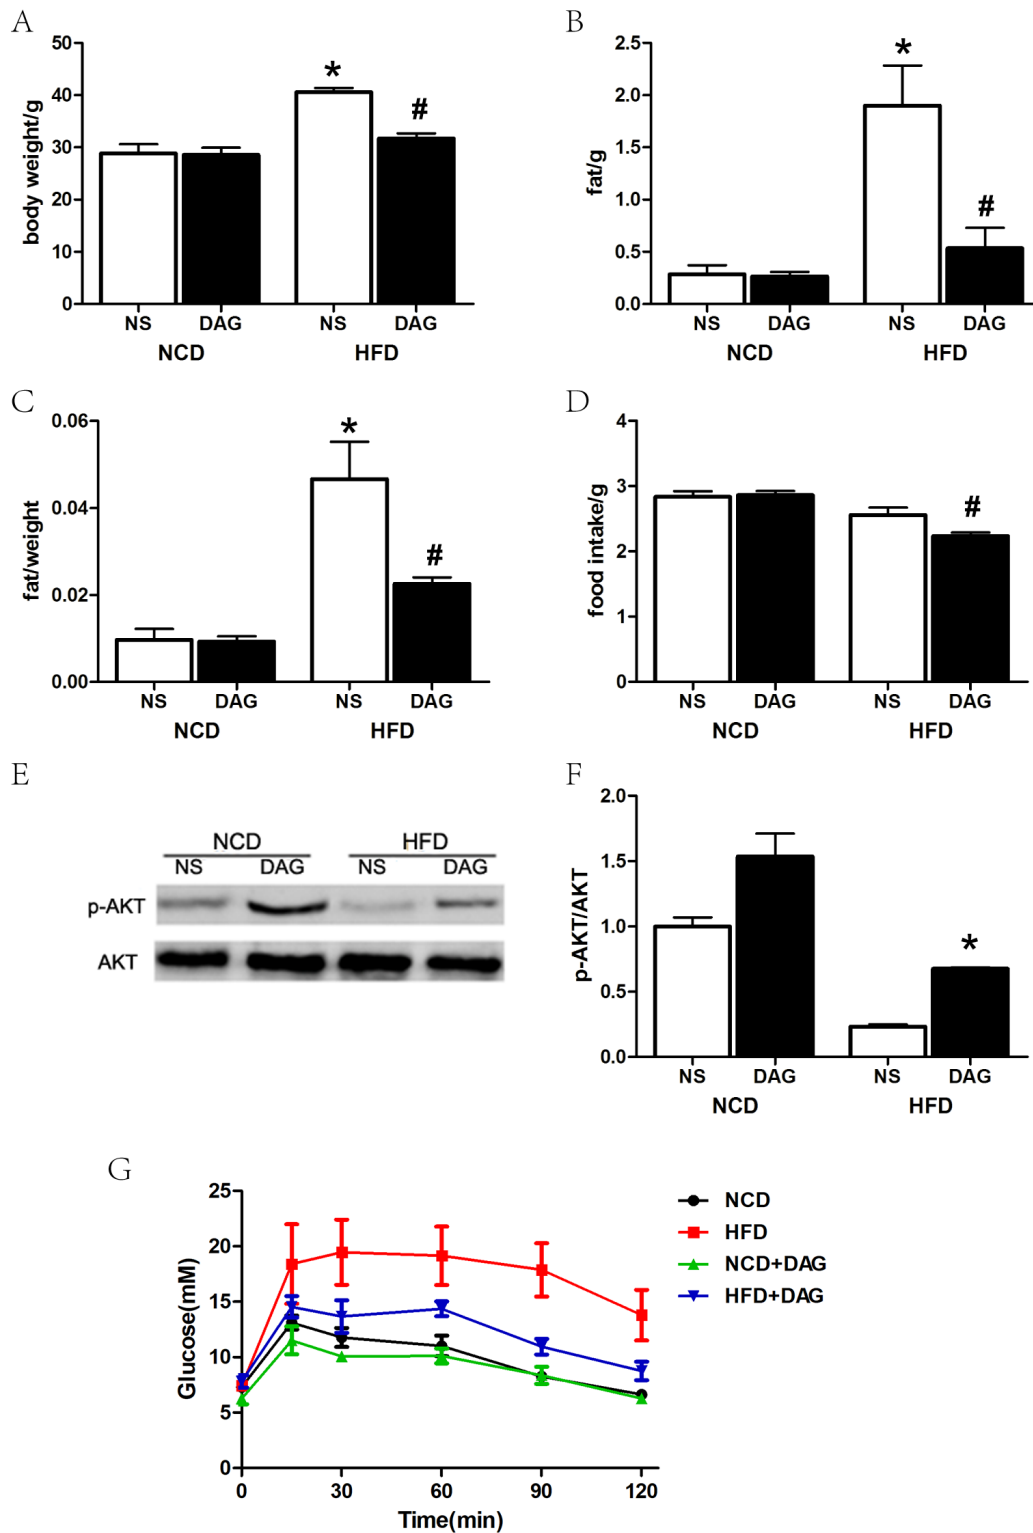 A
body weight/g
50
40
30
20
10
0
*
#
NS DAG NS DAG
NCD HFD
B
fat/g
2.5
2.0
1.5
1.0
0.5
0.0
*
#
NS DAG NS DAG
NCD HFD
C
fat/weight
0.06
0.04
0.02
0.00
*
#
NS DAG NS DAG
NCD HFD
D
food intake/g
4
3
2
1
0
#
NS DAG NS DAG
NCD HFD
E
NCD HFD
NS DAG NS DAG
p-AKT
AKT
F
p-AKT/AKT
2.0
1.5
1.0
0.5
0.0
*
NS DAG NS DAG
NCD HFD
G
Glucose(mM)
25
20
15
10
5
0
0 30 60 90 120
Time(min)
NCD
HFD
NCD+DAG
HFD+DAG